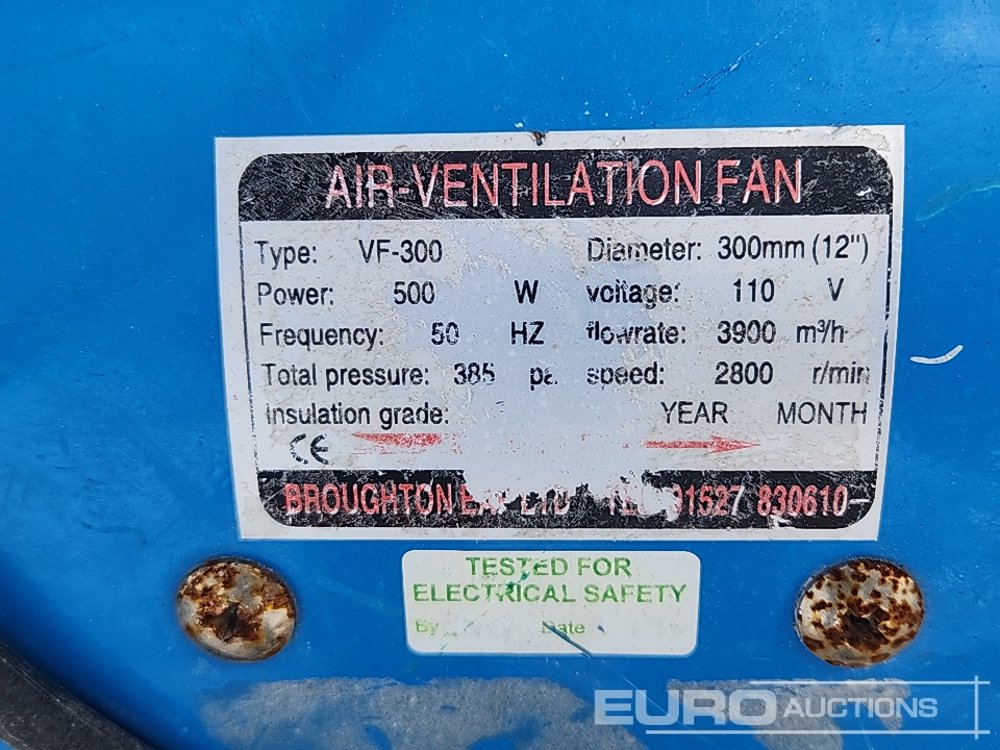 AIR-VENTILATION FAN
Type: VF-300 Diameter: 300mm (12")
Power: 500 W voltage: 110 V
Frequency: 50 HZ flowrate: 3900 m³/h
Total pressure: 385 pa speed: 2800 r/min
Insulation grade: YEAR MONTH
CE
BROUGHTON LTD 01527 830610
TESTED FOR
ELECTRICAL SAFETY
By Date
EURO AUCTIONS